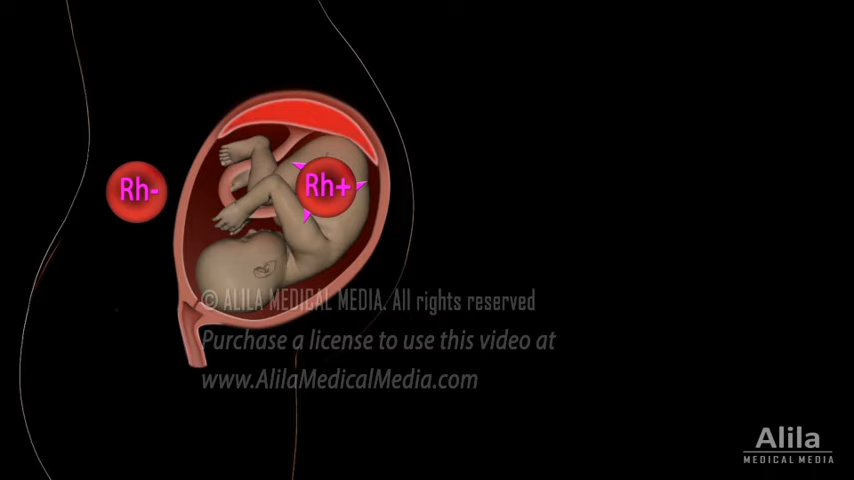 Rh-
Rh+
© ALILA MEDICAL MEDIA. All rights reserved
Purchase a license to use this video at
www.AlilaMedicalMedia.com
Alila
MEDICAL MEDIA